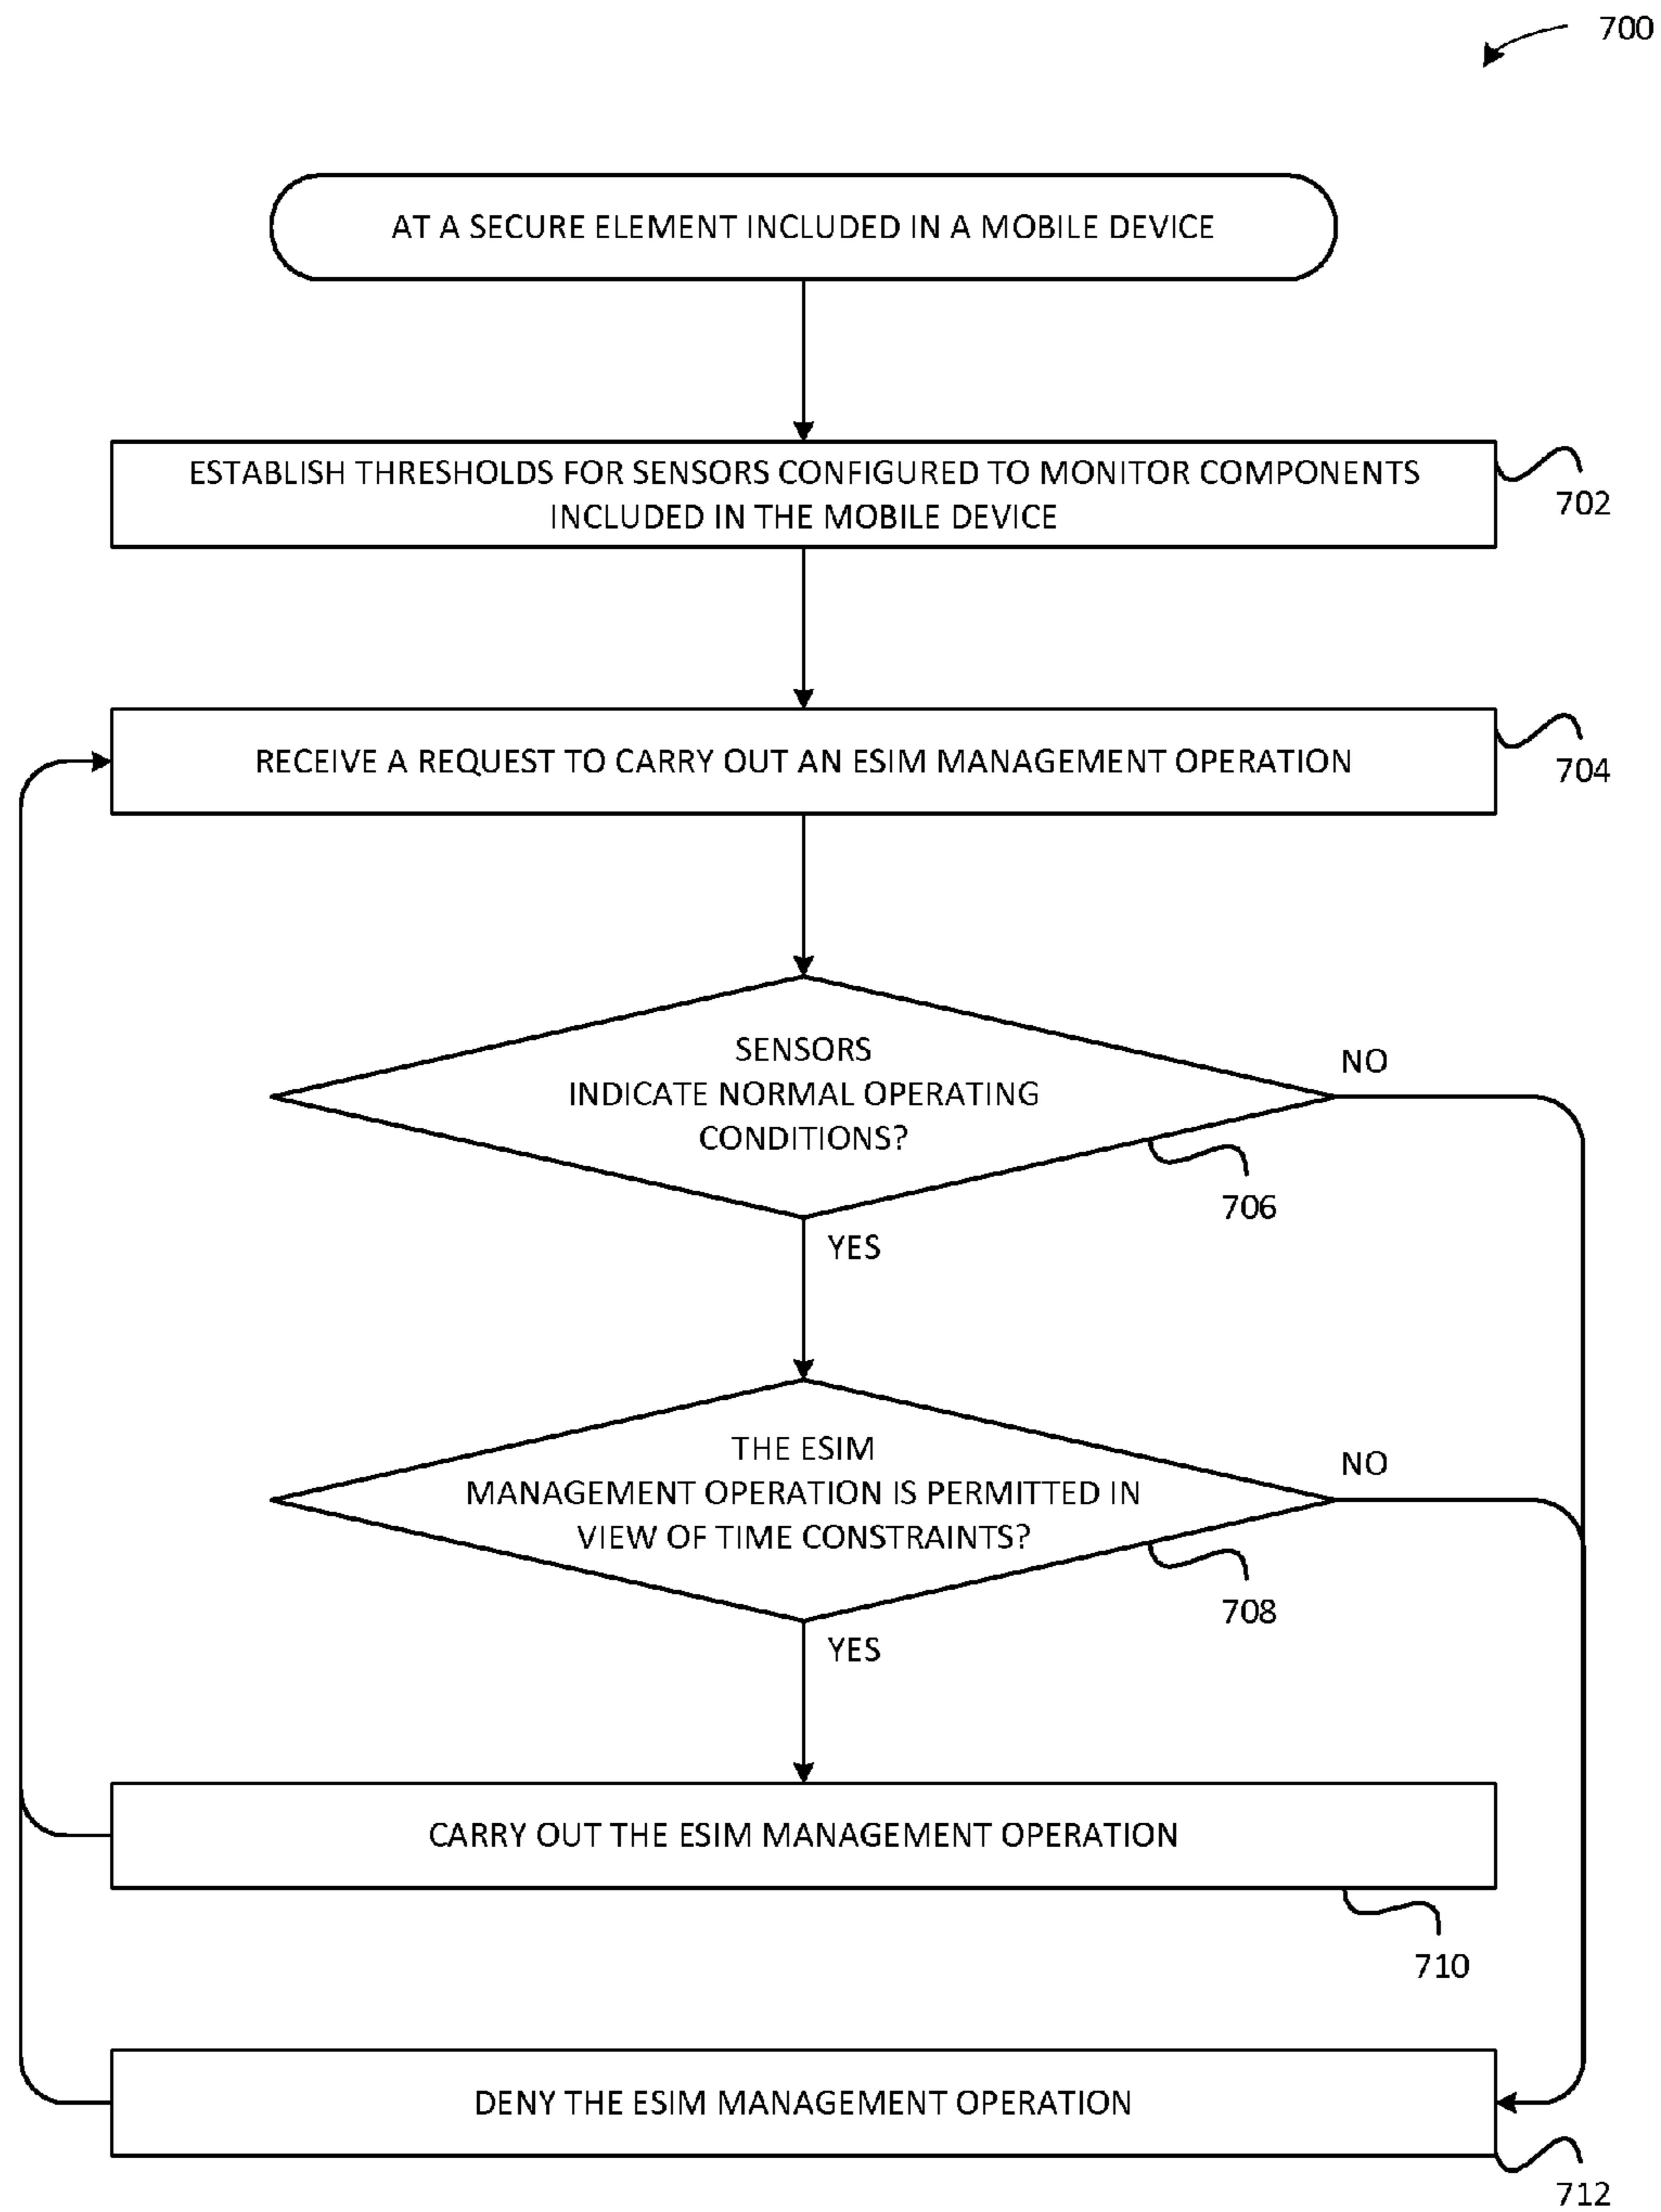 700
AT A SECURE ELEMENT INCLUDED IN A MOBILE DEVICE
ESTABLISH THRESHOLDS FOR SENSORS CONFIGURED TO MONITOR COMPONENTS
INCLUDED IN THE MOBILE DEVICE
702
RECEIVE A REQUEST TO CARRY OUT AN ESIM MANAGEMENT OPERATION
704
SENSORS
INDICATE NORMAL OPERATING
CONDITIONS?
NO
706
YES
THE ESIM
MANAGEMENT OPERATION IS PERMITTED IN
VIEW OF TIME CONSTRAINTS?
NO
708
YES
CARRY OUT THE ESIM MANAGEMENT OPERATION
710
DENY THE ESIM MANAGEMENT OPERATION
712